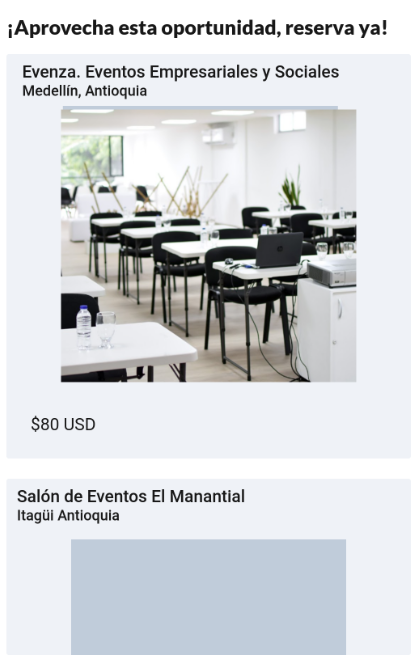 ¡Aprovecha esta oportunidad, reserva ya!
Evenza. Eventos Empresariales y Sociales
Medellín, Antioquia
$80 USD
Salón de Eventos El Manantial
Itagüi Antioquia